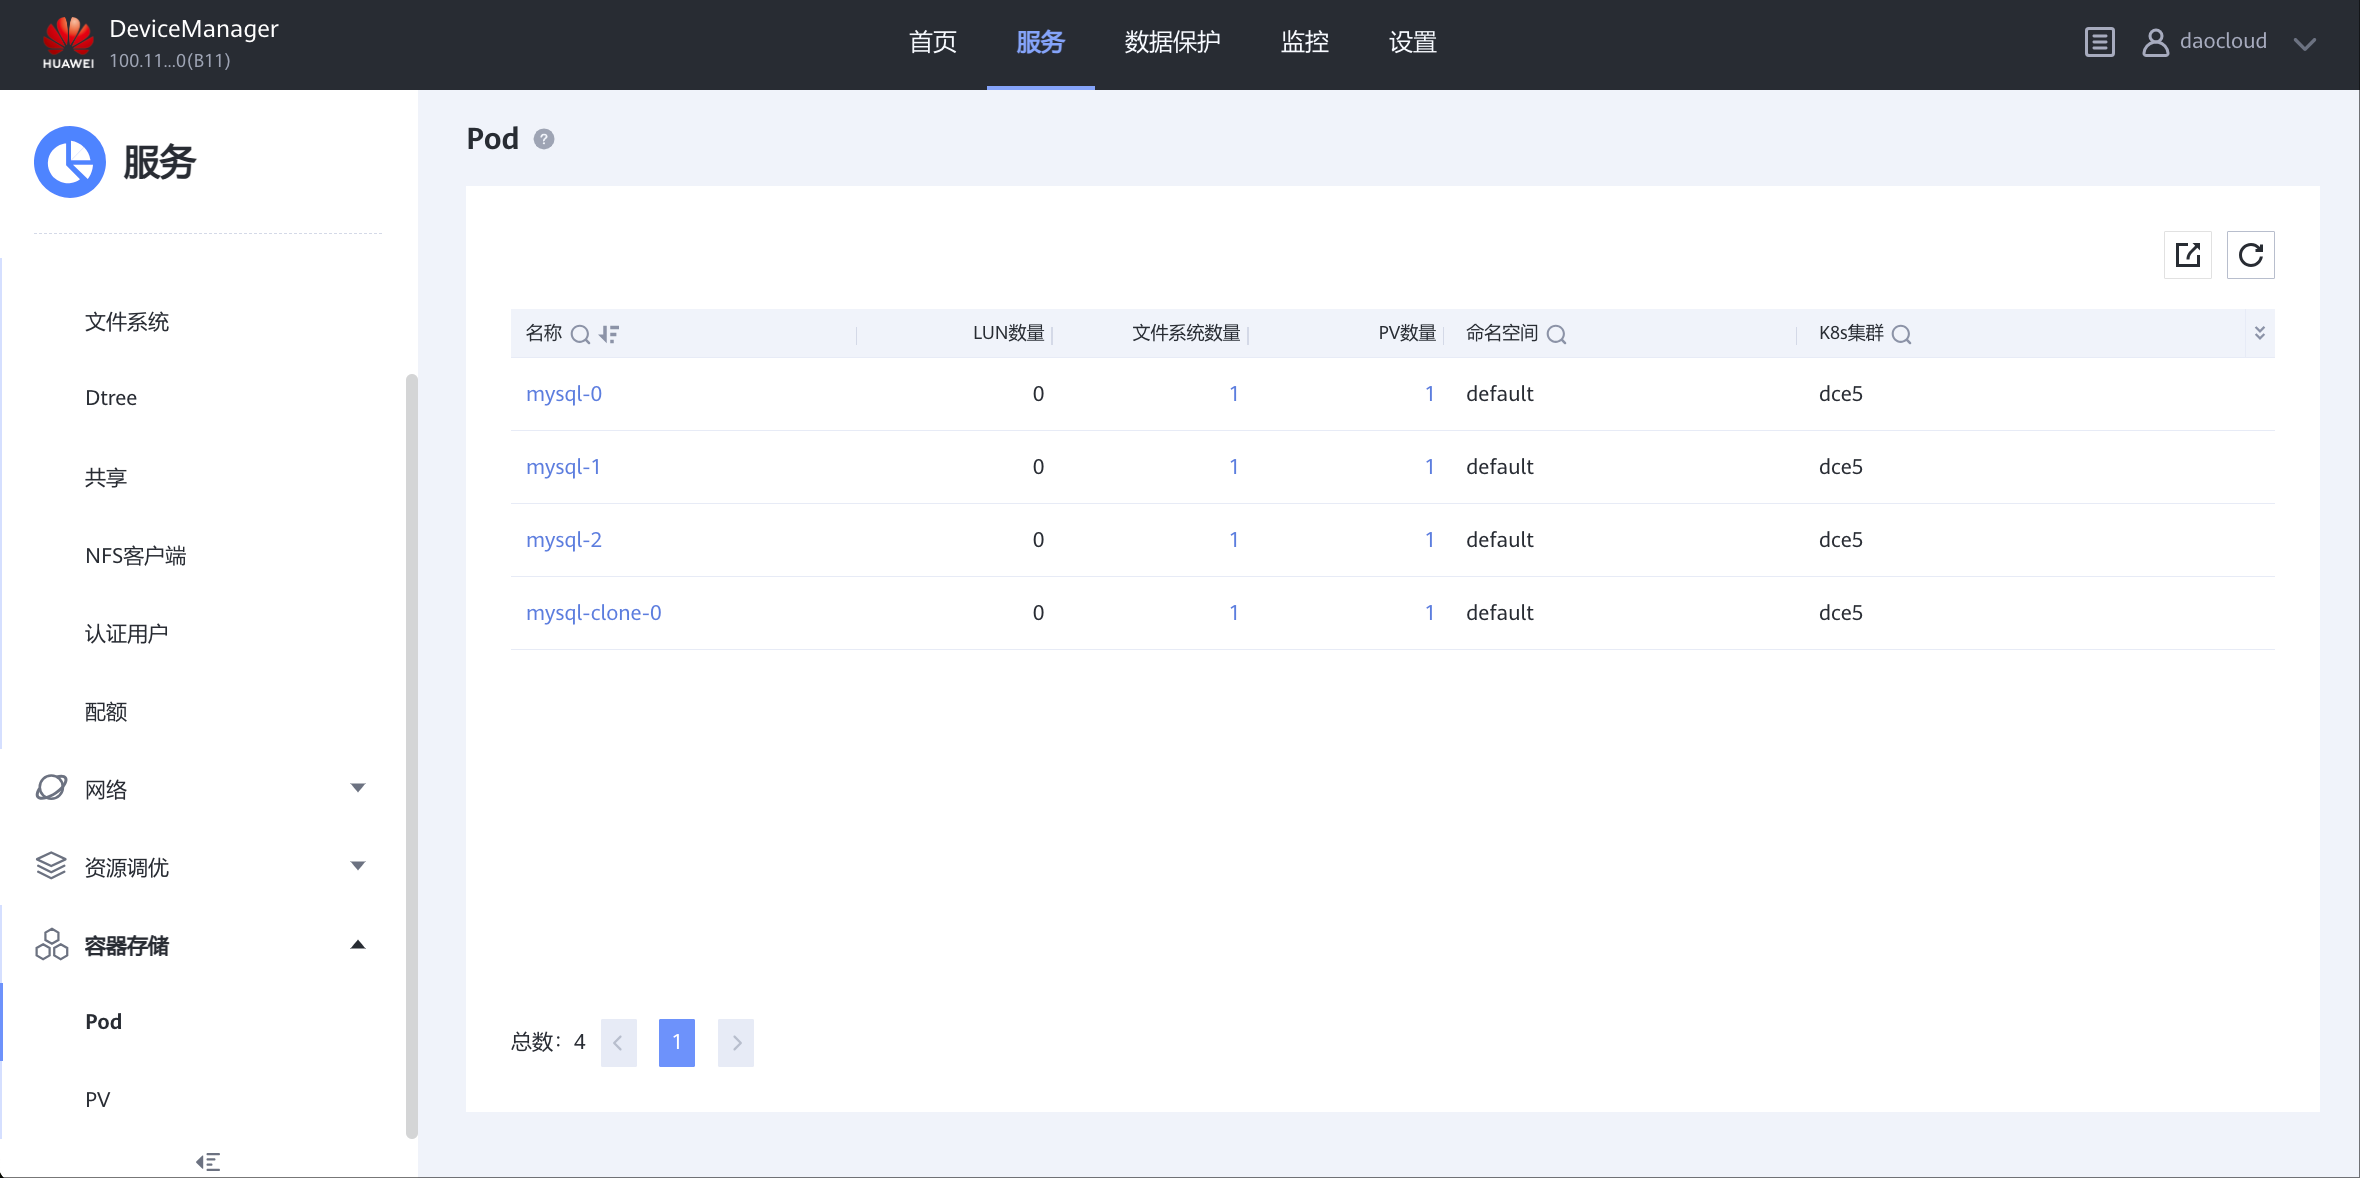 HUAWEI
DeviceManager
100.11...0(B11)
首页
服务
数据保护
监控
设置
daocloud
服务
文件系统
Dtree
共享
NFS客户端
认证用户
配额
网络
资源调优
容器存储
Pod
PV
Pod ?
名称 LUN数量 文件系统数量 PV数量 命名空间 K8s集群
mysql-0 0 1 1 default dce5
mysql-1 0 1 1 default dce5
mysql-2 0 1 1 default dce5
mysql-clone-0 0 1 1 default dce5
总数: 4 < 1 >